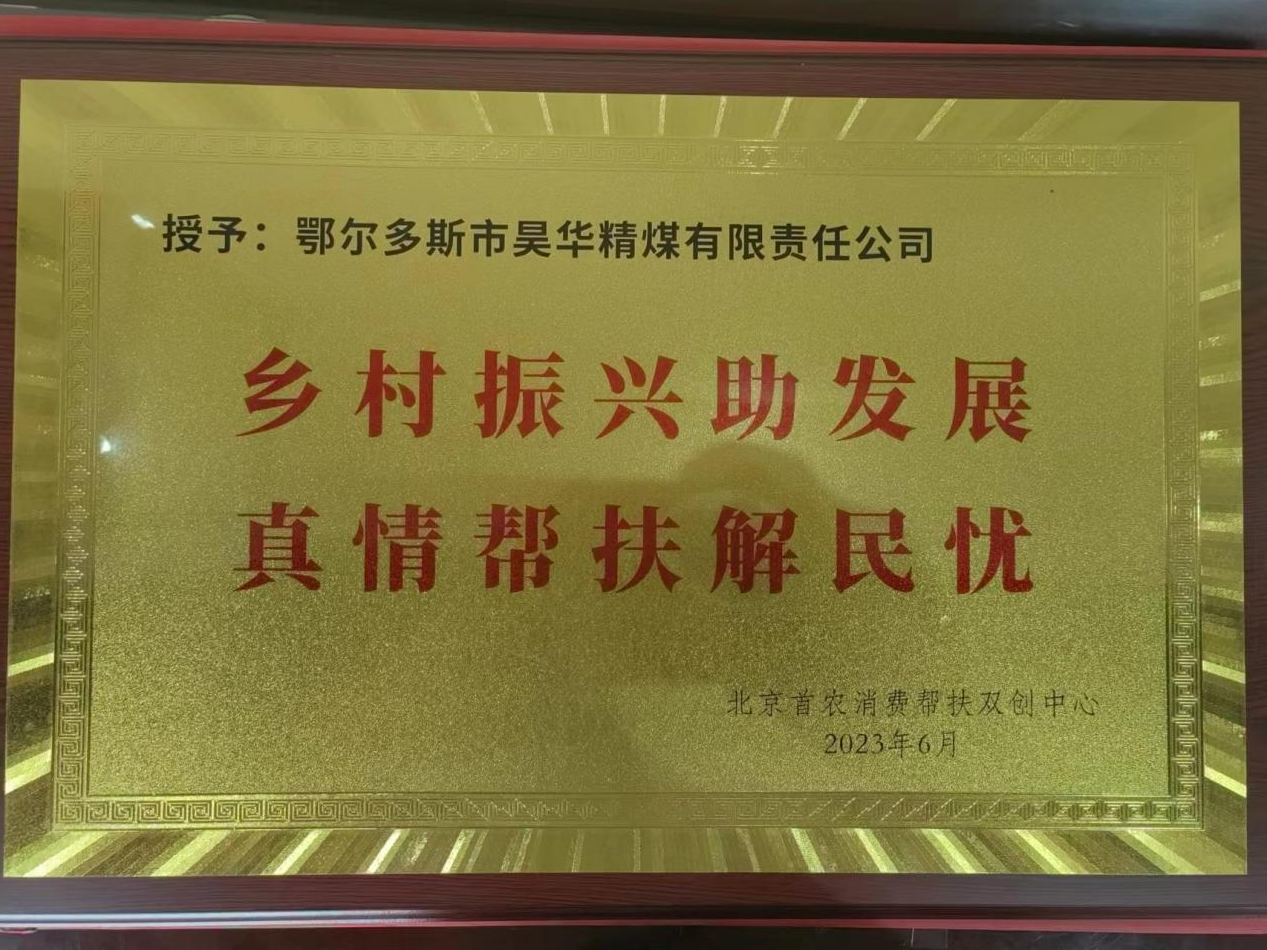 授予：鄂尔多斯市昊华精煤有限责任公司
乡村振兴助发展
真情帮扶解民忧
北京首农消费帮扶双创中心
2023年6月